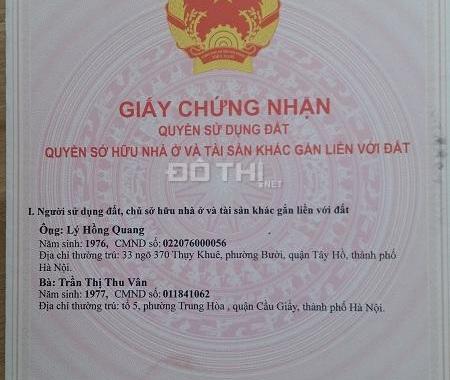 GIẤY CHỨNG NHẬN
QUYỀN SỬ DỤNG ĐẤT
QUYỀN SỞ HỮU NHÀ Ở VÀ TÀI SẢN KHÁC GẮN LIỀN VỚI ĐẤT
ĐÔ THỊ.NET
I. Người sử dụng đất, chủ sở hữu nhà ở và tài sản khác gắn liền với đất
Ông: Lý Hồng Quang
Năm sinh: 1976, CMND số: 022076000056
Địa chỉ thường trú: 33 ngõ 370 Thụy Khuê, phường Bưởi, quận Tây Hồ, thành phố
Hà Nội.
Bà: Trần Thị Thu Vân
Năm sinh: 1977, CMND số: 011841062
Địa chỉ thường trú: tổ 5, phường Trung Hòa , quận Cầu Giấy, thành phố Hà Nội.